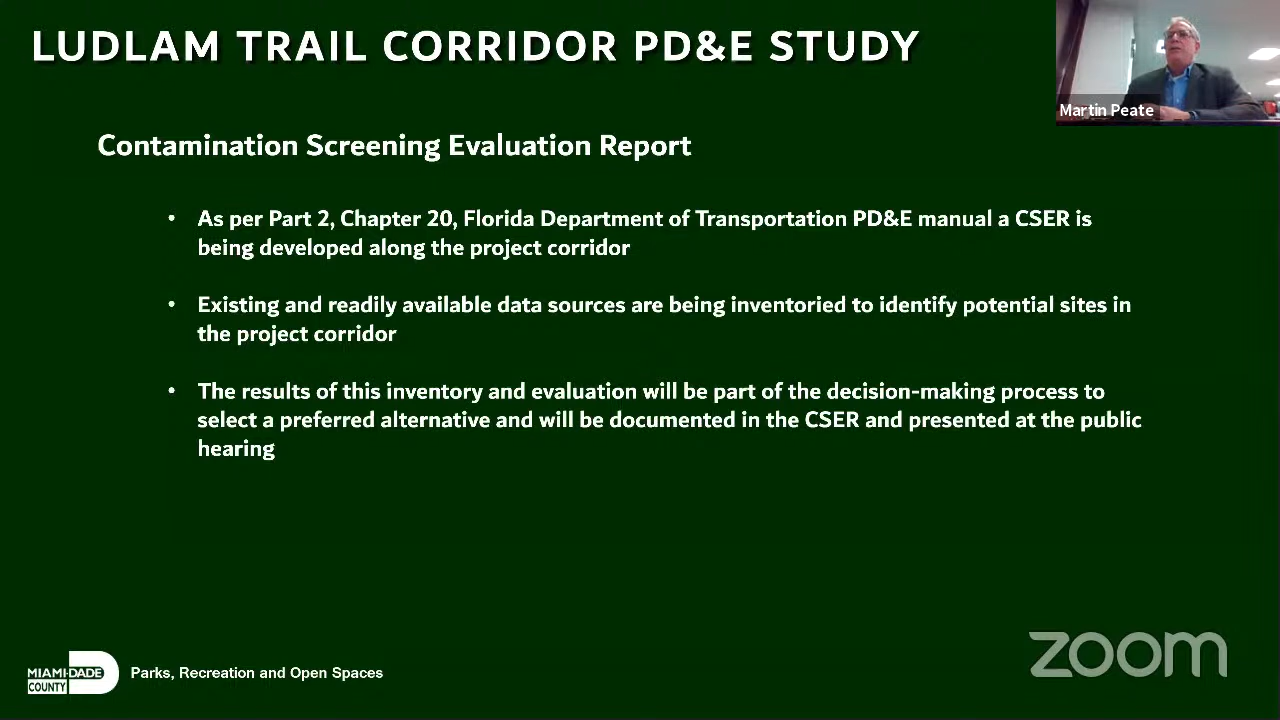 LUDLAM TRAIL CORRIDOR PD&E STUDY
Martin Peate
Contamination Screening Evaluation Report
• As per Part 2, Chapter 20, Florida Department of Transportation PD&E manual a CSER is
being developed along the project corridor
• Existing and readily available data sources are being inventoried to identify potential sites in
the project corridor
• The results of this inventory and evaluation will be part of the decision-making process to
select a preferred alternative and will be documented in the CSER and presented at the public
hearing
MIAMI-DADE
COUNTY
Parks, Recreation and Open Spaces
zoom